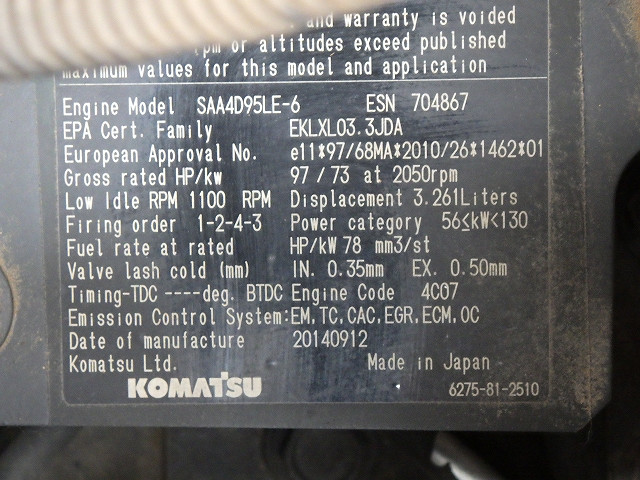 and warranty is voided
pm or altitudes exceed published
maximum values for this model and application
Engine Model SAA4D95LE-6 ESN 704867
EPA Cert. Family EKLXL03.3JDA
European Approval No. e11*97/68MA*2010/26*1462*01
Gross rated HP/kw 97 / 73 at 2050rpm
Low Idle RPM 1100 RPM Displacement 3.261Liters
Firing order 1-2-4-3 Power category 56≤kW<130
Fuel rate at rated HP/kW 78 mm3/st
Valve lash cold (mm) IN. 0.35mm EX. 0.50mm
Timing-TDC ----deg. BTDC Engine Code 4C07
Emission Control System:EM,TC,CAC,EGR,ECM,OC
Date of manufacture 20140912
Komatsu Ltd. Made in Japan
KOMATSU 6275-81-2510